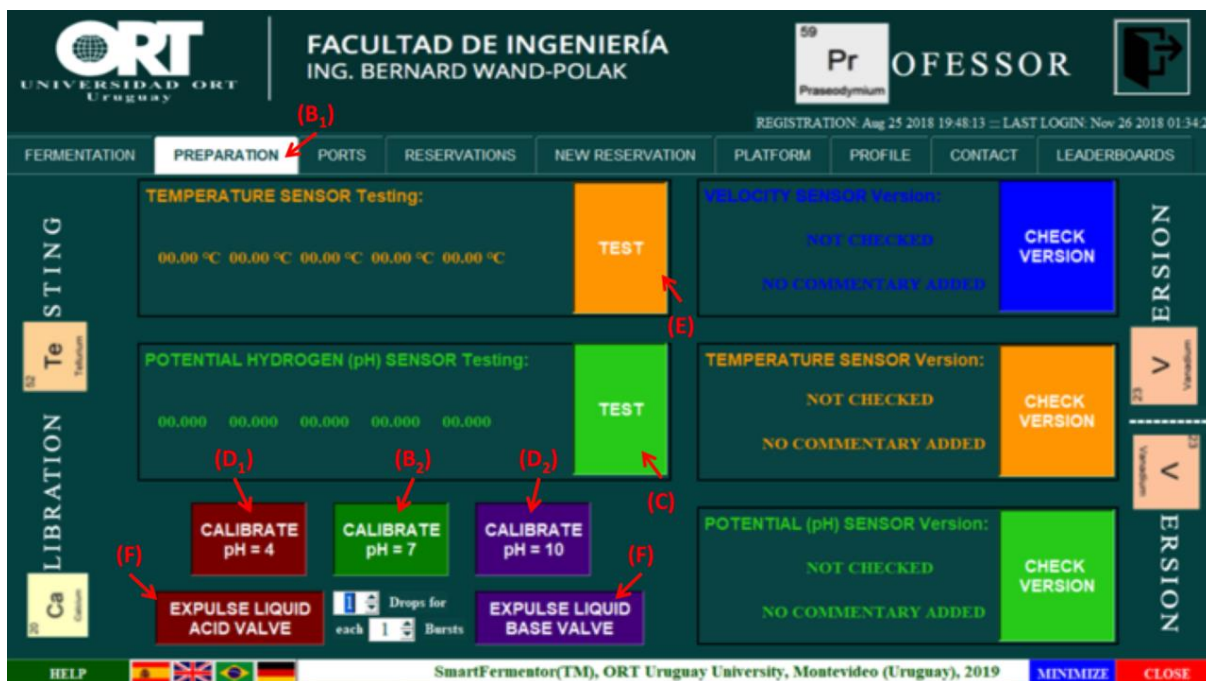 ORT
UNIVERSIDAD ORT
Uruguay
FACULTAD DE INGENIERÍA
ING. BERNARD WAND-POLAK
59
Pr
Praseodymium
OFESSOR
REGISTRATION: Aug 25 2018 19:48:13 ::: LAST LOGIN: Nov 26 2018 01:34:2
(B₁)
FERMENTATION PREPARATION PORTS RESERVATIONS NEW RESERVATION PLATFORM PROFILE CONTACT LEADERBOARDS
TEMPERATURE SENSOR Testing:
00.00 °C 00.00 °C 00.00 °C 00.00 °C 00.00 °C
TEST
(E)
VELOCITY SENSOR Version:
NOT CHECKED
NO COMMENTARY ADDED
CHECK
VERSION
STING
Te
Tellurium
52
POTENTIAL HYDROGEN (pH) SENSOR Testing:
00.000 00.000 00.000 00.000 00.000
TEST
(C)
TEMPERATURE SENSOR Version:
NOT CHECKED
NO COMMENTARY ADDED
CHECK
VERSION
ERSION
V
Vanadium
23
LIBRATION
Ca
Calcium
20
(D₁) (B₂) (D₂)
CALIBRATE
pH = 4
CALIBRATE
pH = 7
CALIBRATE
pH = 10
(F) (F)
EXPULSE LIQUID
ACID VALVE
1 Drops for
each 1 Bursts
EXPULSE LIQUID
BASE VALVE
POTENTIAL (pH) SENSOR Version:
NOT CHECKED
NO COMMENTARY ADDED
CHECK
VERSION
23
V
Vanadium
ERSION
HELP
SmartFermentor(TM), ORT Uruguay University, Montevideo (Uruguay), 2019
MINIMIZE
CLOSE